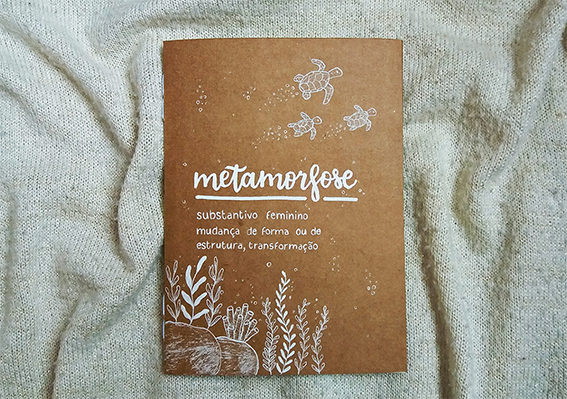 metamorfose
substantivo feminino
mudança de forma ou de
estrutura, transformação